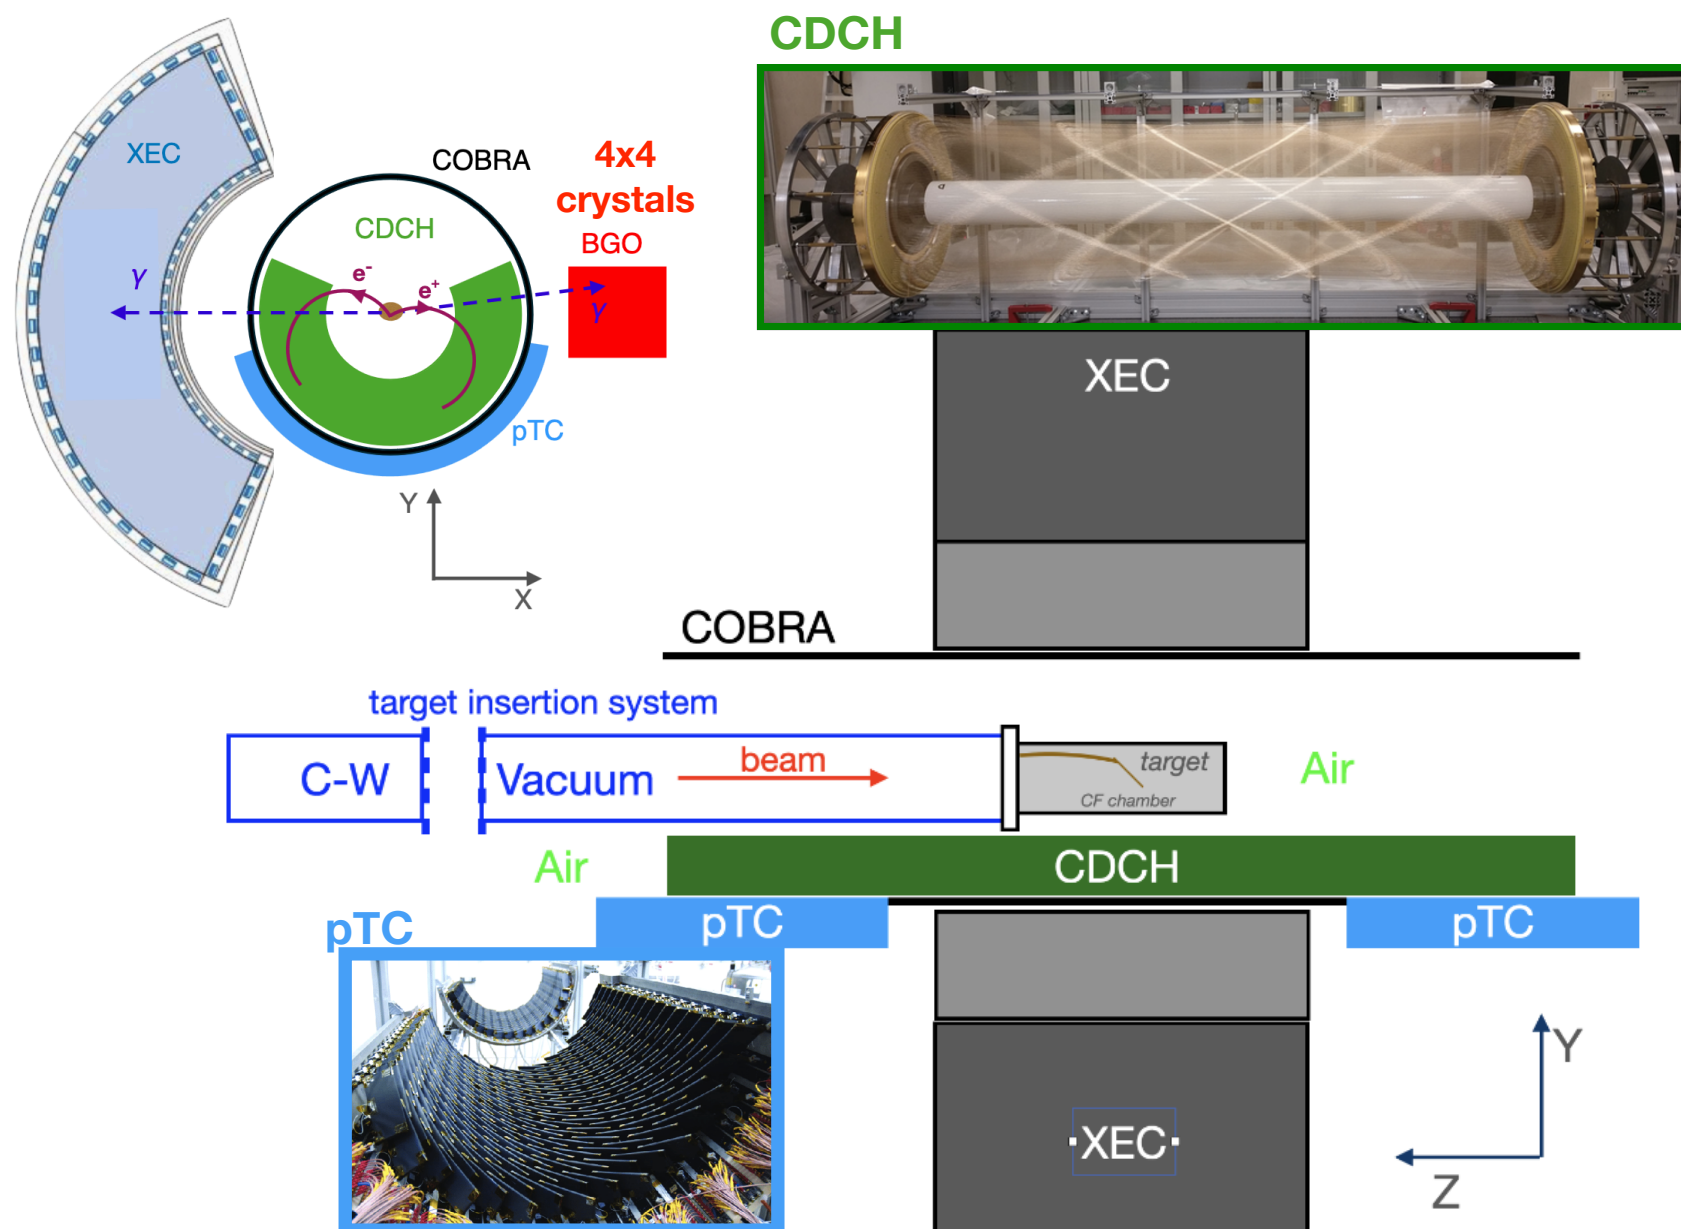 CDCH
XEC
COBRA
4x4
crystals
BGO
CDCH
γ
e-
e+
γ
pTC
Y
X
XEC
COBRA
target insertion system
C-W
Vacuum
beam
target
CF chamber
Air
Air
CDCH
pTC
pTC
pTC
XEC
Y
Z